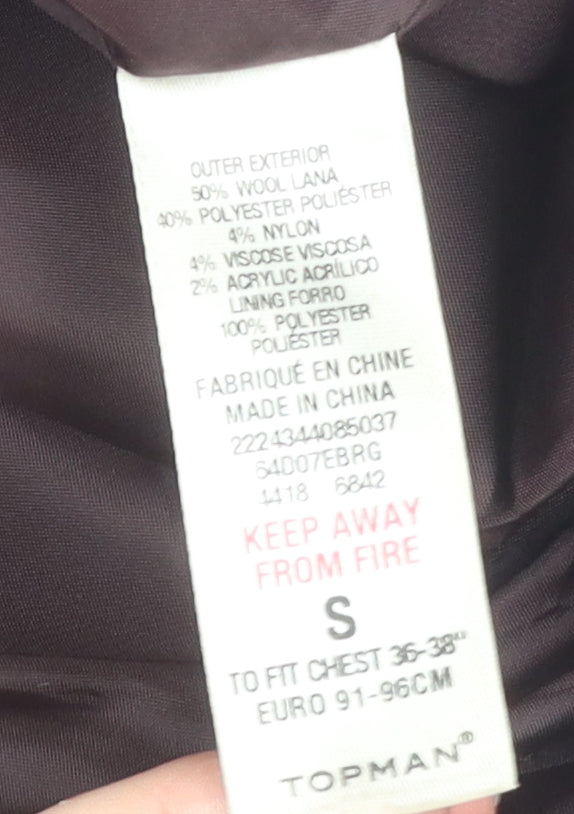 OUTER EXTERIOR
50% WOOL LANA
40% POLYESTER POLIÉSTER
4% NYLON
4% VISCOSE VISCOSA
2% ACRYLIC ACRÍLICO
LINING FORRO
100% POLYESTER
POLIÉSTER
FABRIQUÉ EN CHINE
MADE IN CHINA
2224344085037
64D07EBRG
4418 6842
KEEP AWAY
FROM FIRE
S
TO FIT CHEST 36-38"
EURO 91-96CM
TOPMAN®